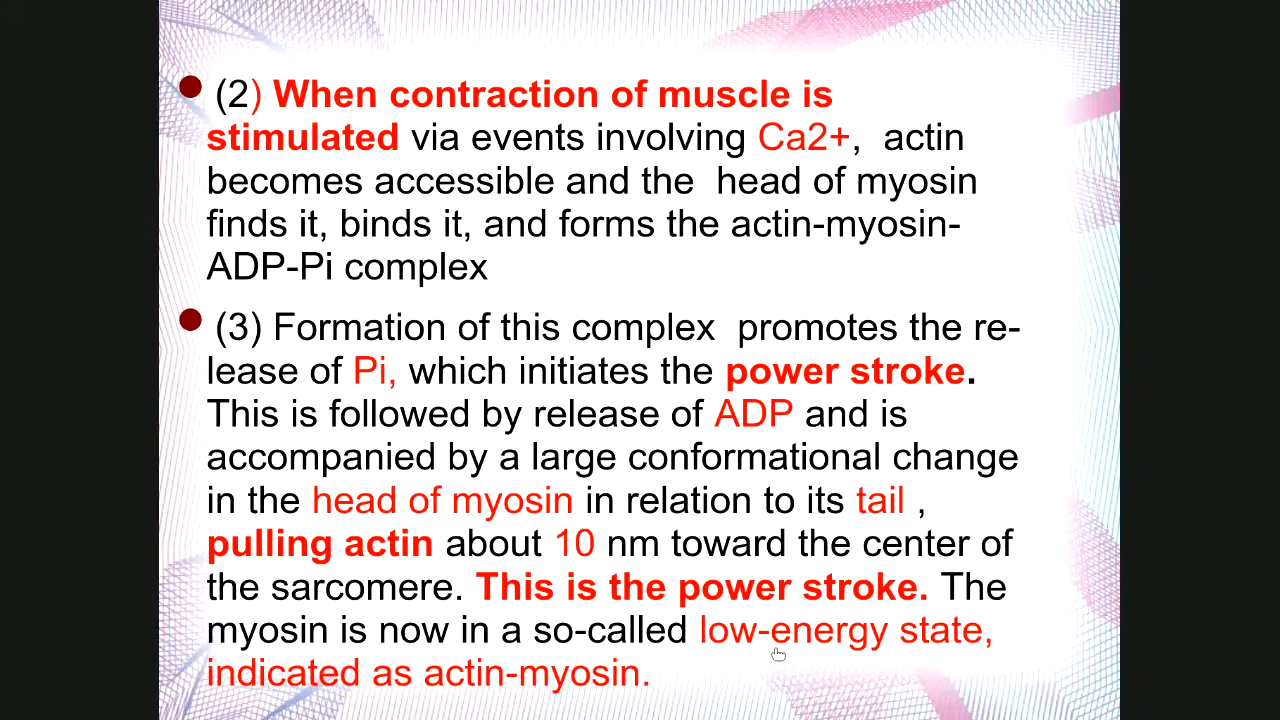 (2) When contraction of muscle is
stimulated via events involving Ca2+, actin
becomes accessible and the head of myosin
finds it, binds it, and forms the actin-myosin-
ADP-Pi complex
(3) Formation of this complex promotes the re-
lease of Pi, which initiates the power stroke.
This is followed by release of ADP and is
accompanied by a large conformational change
in the head of myosin in relation to its tail ,
pulling actin about 10 nm toward the center of
the sarcomere. This is the power stroke. The
myosin is now in a so-called low-energy state,
indicated as actin-myosin.